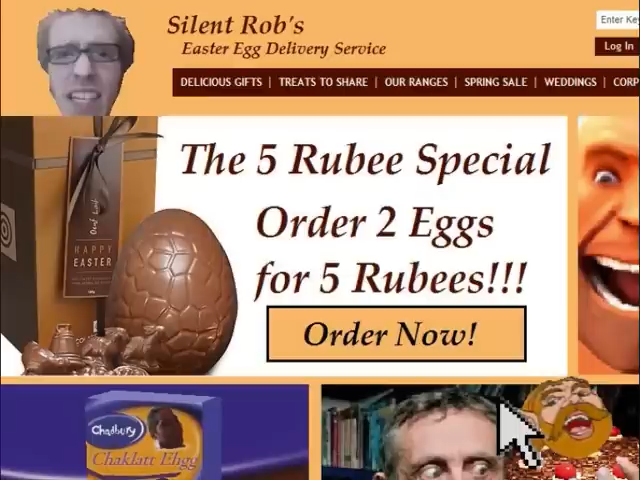 Silent Rob's
Easter Egg Delivery Service
Enter Key
Log In
DELICIOUS GIFTS | TREATS TO SHARE | OUR RANGES | SPRING SALE | WEDDINGS | CORP
The 5 Rubee Special
Order 2 Eggs
for 5 Rubees!!!
Order Now!
HAPPY
EASTER
Chadbury
Chaklatt Ehgg